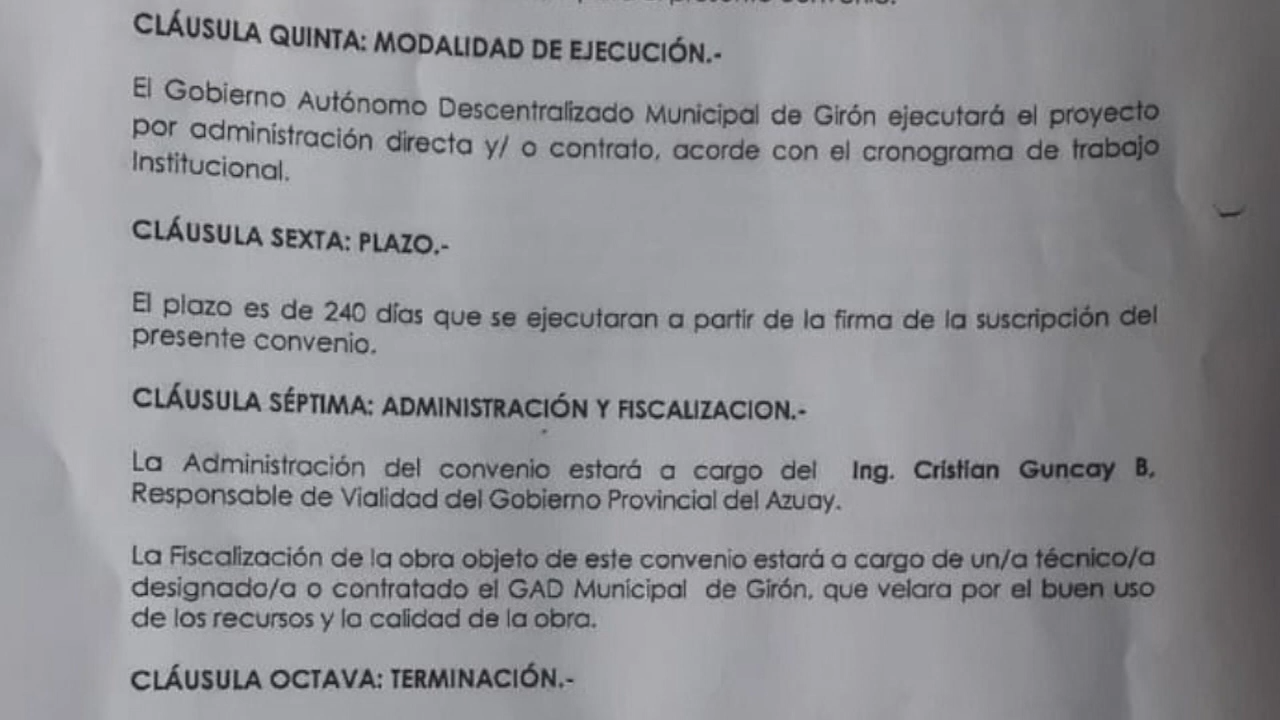 CLÁUSULA QUINTA: MODALIDAD DE EJECUCIÓN.-
El Gobierno Autónomo Descentralizado Municipal de Girón ejecutará el proyecto
por administración directa y/ o contrato, acorde con el cronograma de trabajo
Institucional.
CLÁUSULA SEXTA: PLAZO.-
El plazo es de 240 días que se ejecutaran a partir de la firma de la suscripción del
presente convenio.
CLÁUSULA SÉPTIMA: ADMINISTRACIÓN Y FISCALIZACION.-
La Administración del convenio estará a cargo del Ing. Cristian Guncay B,
Responsable de Vialidad del Gobierno Provincial del Azuay.
La Fiscalización de la obra objeto de este convenio estará a cargo de un/a técnico/a
designado/a o contratado el GAD Municipal de Girón, que velara por el buen uso
de los recursos y la calidad de la obra.
CLÁUSULA OCTAVA: TERMINACIÓN.-